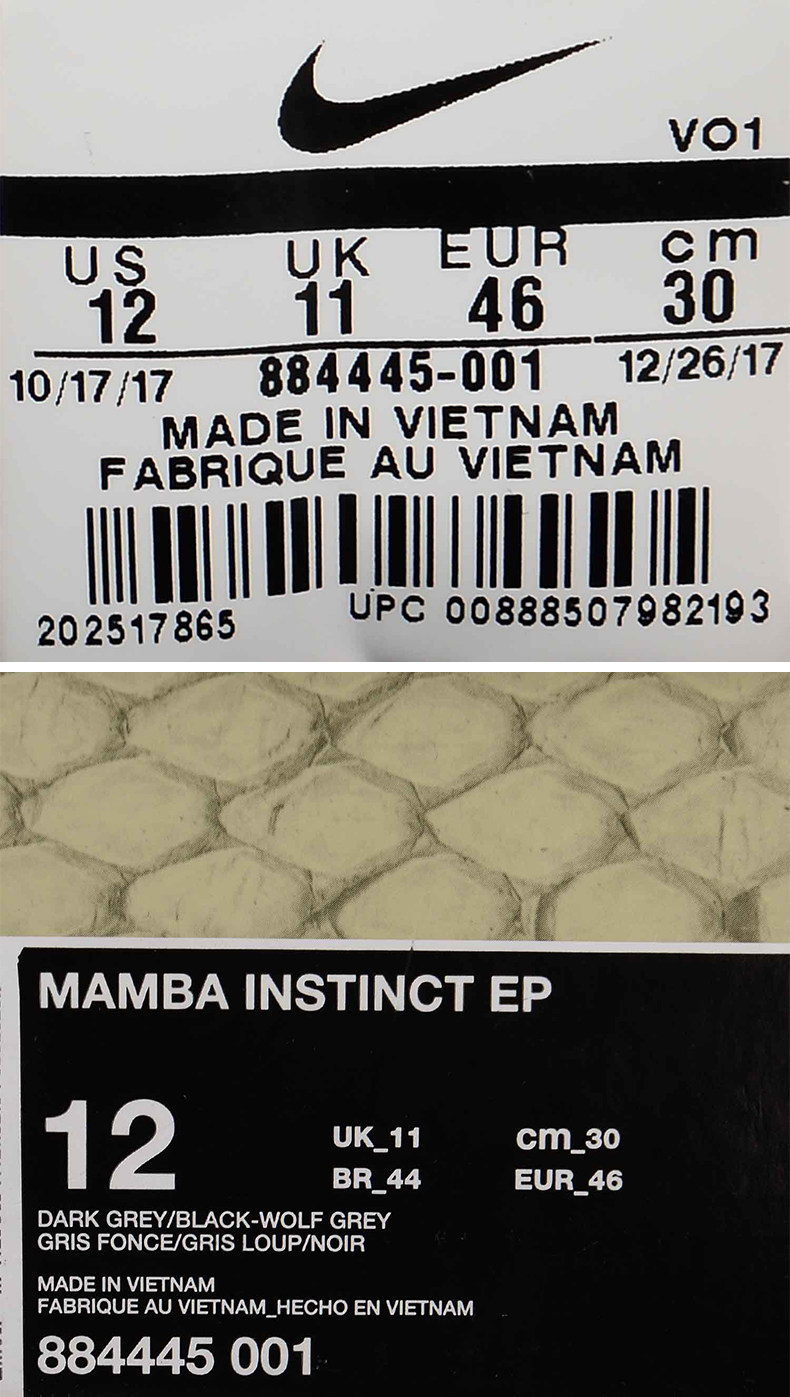 VO1
US UK EUR cm
12 11 46 30
10/17/17 884445-001 12/26/17
MADE IN VIETNAM
FABRIQUE AU VIETNAM
202517865 UPC 00888507982193
MAMBA INSTINCT EP
12 UK_11 cm_30
BR_44 EUR_46
DARK GREY/BLACK-WOLF GREY
GRIS FONCE/GRIS LOUP/NOIR
MADE IN VIETNAM
FABRIQUE AU VIETNAM_HECHO EN VIETNAM
884445 001